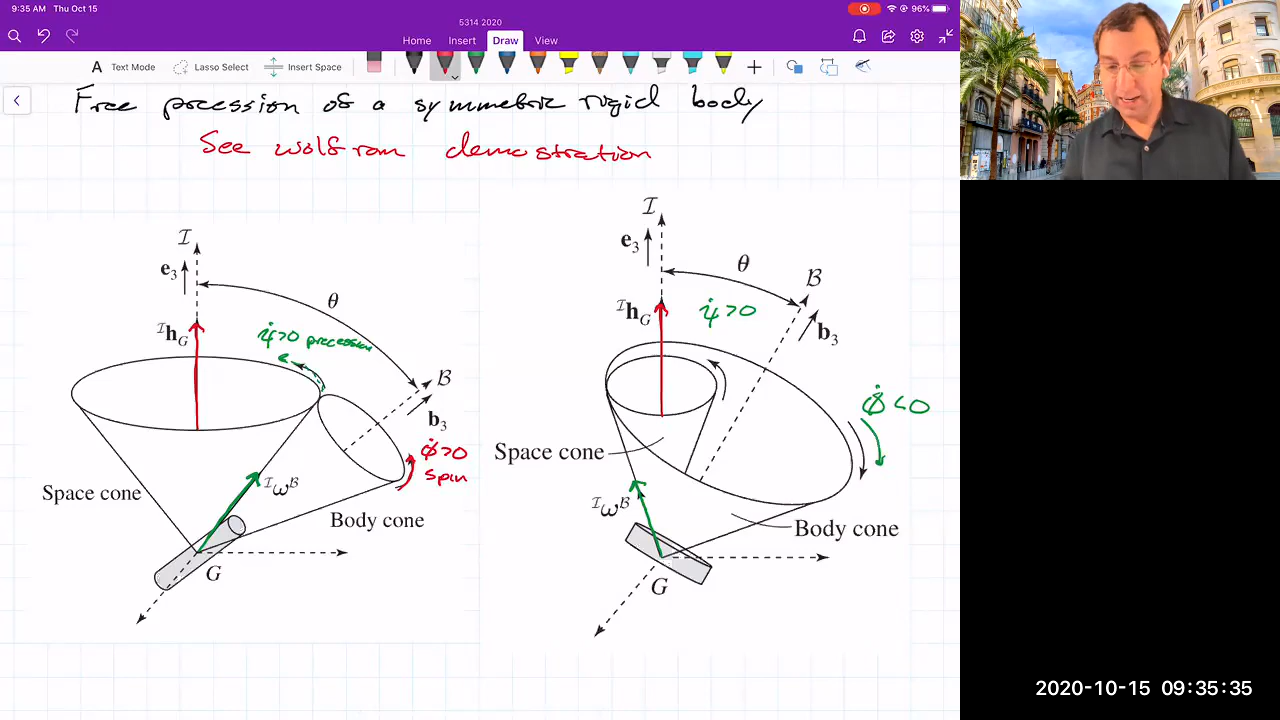 9:35 AM Thu Oct 15
96%
5314 2020
Home Insert Draw View
A Text Mode Lasso Select Insert Space
Free precession of a symmetric rigid body
See wolfram demostration
I
e3
θ
IhG
ψ̇>0 precession
B
b3
φ̇>0
spin
Space cone
IωB
Body cone
G
I
e3
θ
B
IhG
ψ̇>0
b3
φ̇<0
Space cone
IωB
Body cone
G
2020-10-15 09:35:35